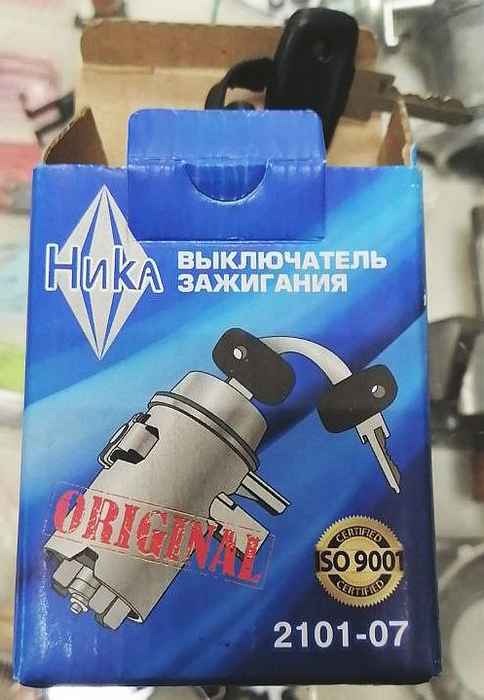 Ника
ВЫКЛЮЧАТЕЛЬ
ЗАЖИГАНИЯ
ORIGINAL
CERTIFIED
ISO 9001
CERTIFIED
2101-07